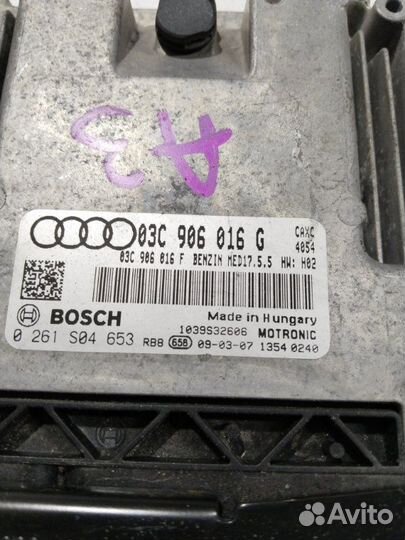 A3
03C 906 016 G
CAXC
4054
03C 906 016 F BENZIN MED17.5.5 HW: H02
Made in Hungary
BOSCH
1039S32606 MOTRONIC
0 261 S04 653 RBB 658 09-03-07 1354 0240
Avito